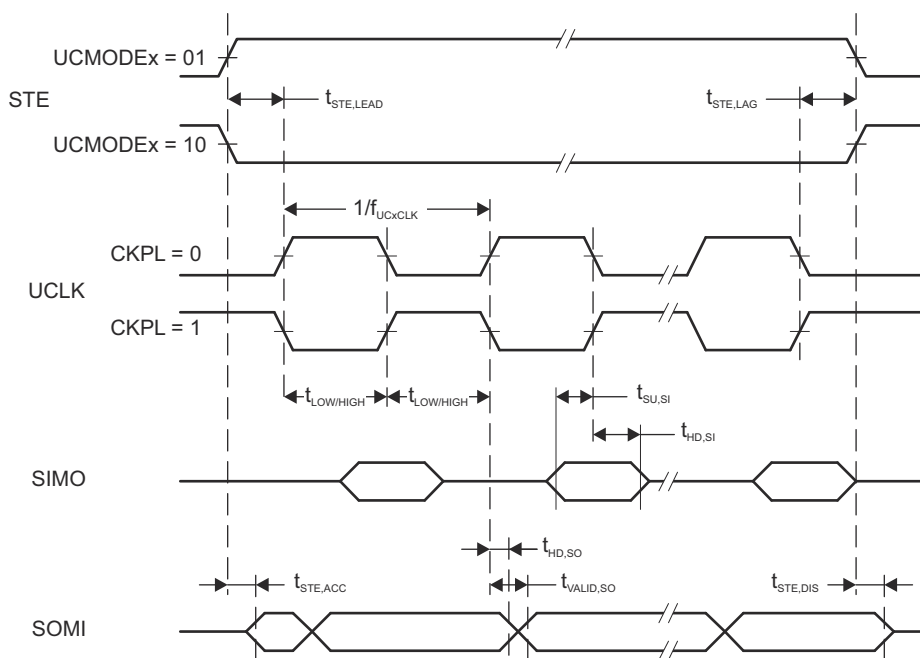 UCMODEx = 01
STE
t_STE,LEAD
t_STE,LAG
UCMODEx = 10
1/f_UCxCLK
CKPL = 0
UCLK
CKPL = 1
t_LOW/HIGH t_LOW/HIGH
t_SU,SI
t_HD,SI
SIMO
t_HD,SO
t_STE,ACC
t_VALID,SO
t_STE,DIS
SOMI